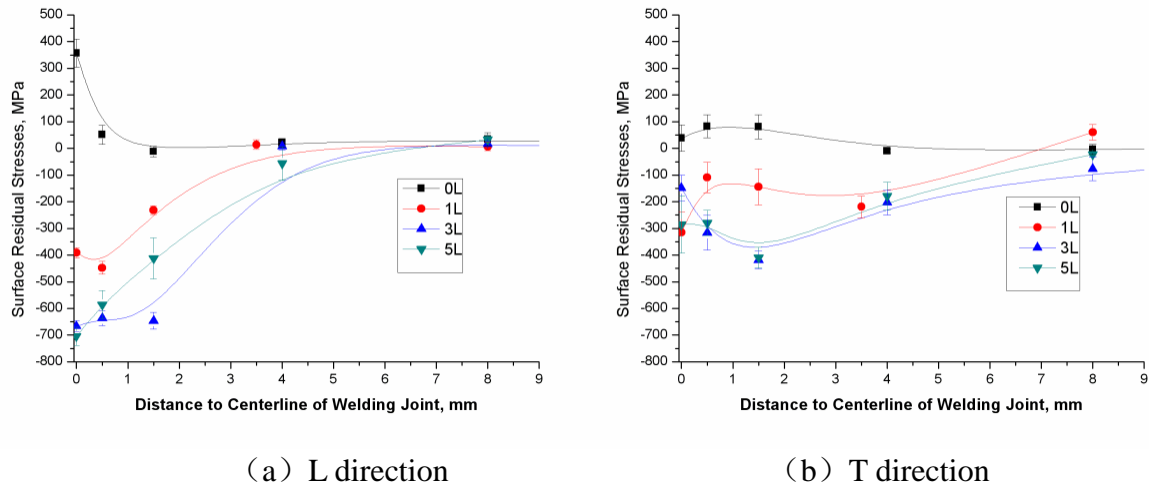 500
400
300
200
100
0
-100
-200
-300
-400
-500
-600
-700
-800
Surface Residual Stresses, MPa
0 1 2 3 4 5 6 7 8 9
Distance to Centerline of Welding Joint, mm
0L
1L
3L
5L
（a）L direction
500
400
300
200
100
0
-100
-200
-300
-400
-500
-600
-700
-800
Surface Residual Stresses, MPa
0 1 2 3 4 5 6 7 8 9
Distance to Centerline of Welding Joint, mm
0L
1L
3L
5L
（b）T direction